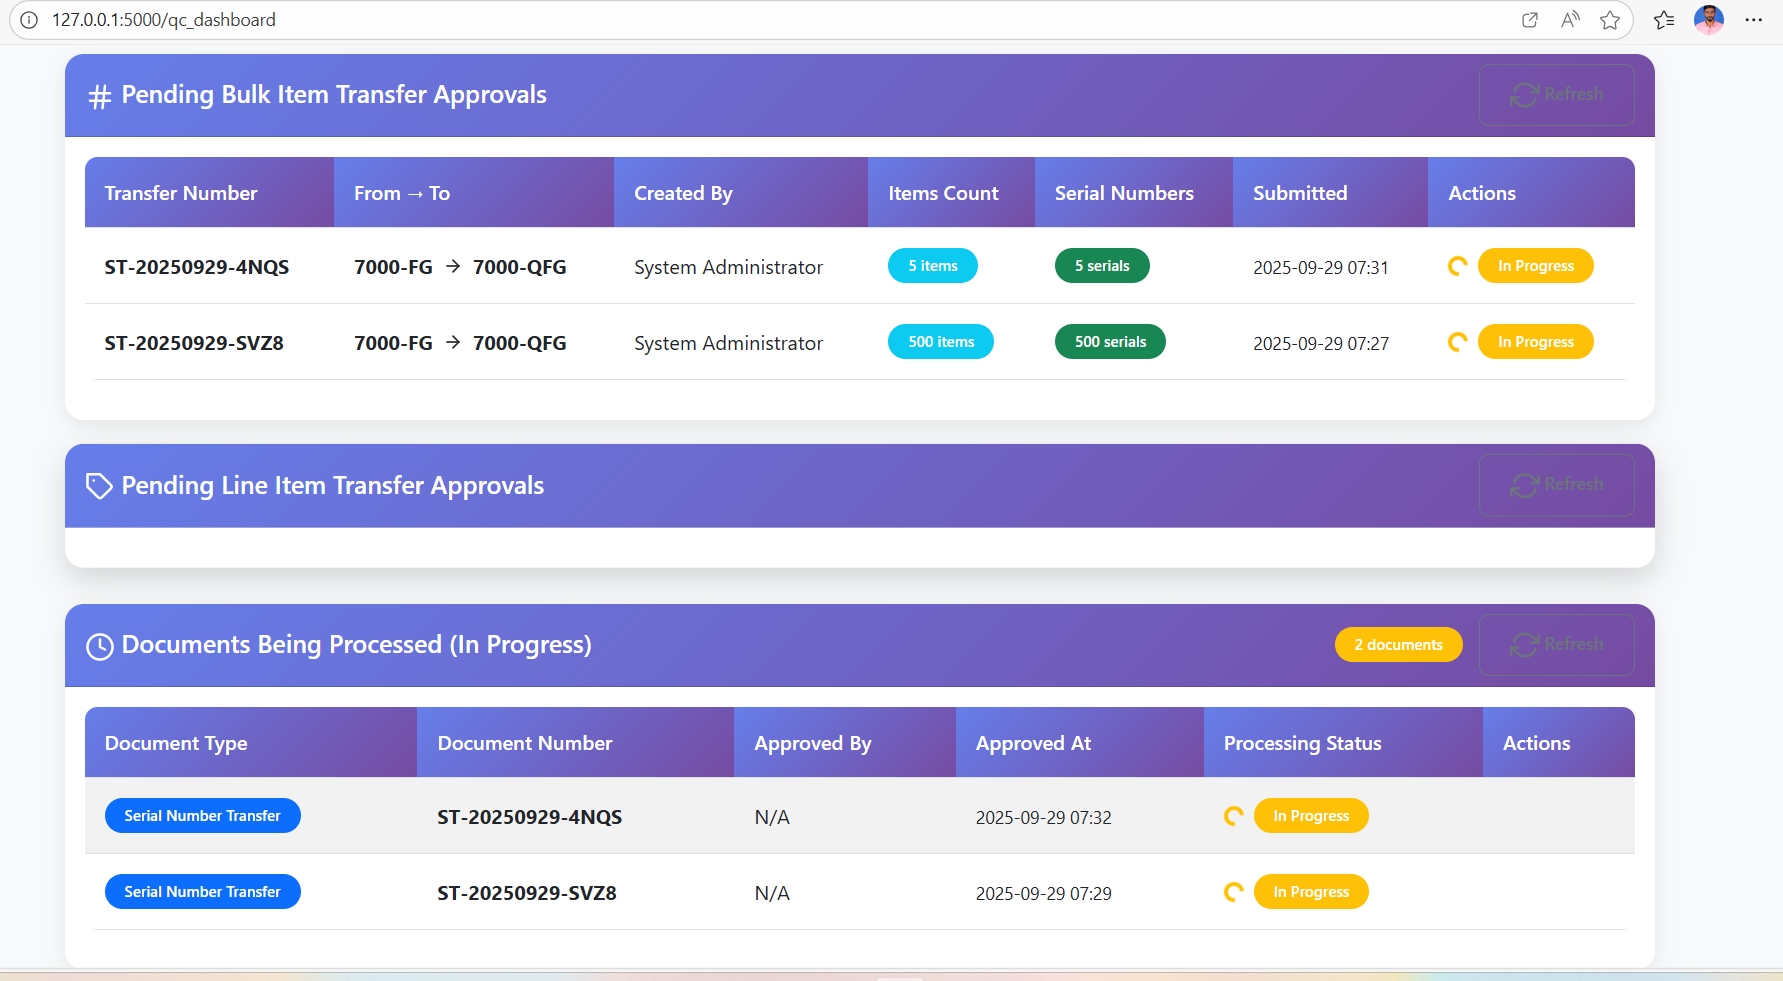 127.0.0.1:5000/qc_dashboard
Pending Bulk Item Transfer Approvals
Refresh
Transfer Number From → To Created By Items Count Serial Numbers Submitted Actions
ST-20250929-4NQS 7000-FG → 7000-QFG System Administrator 5 items 5 serials 2025-09-29 07:31 In Progress
ST-20250929-SVZ8 7000-FG → 7000-QFG System Administrator 500 items 500 serials 2025-09-29 07:27 In Progress
Pending Line Item Transfer Approvals
Refresh
Documents Being Processed (In Progress)
2 documents
Refresh
Document Type Document Number Approved By Approved At Processing Status Actions
Serial Number Transfer ST-20250929-4NQS N/A 2025-09-29 07:32 In Progress
Serial Number Transfer ST-20250929-SVZ8 N/A 2025-09-29 07:29 In Progress